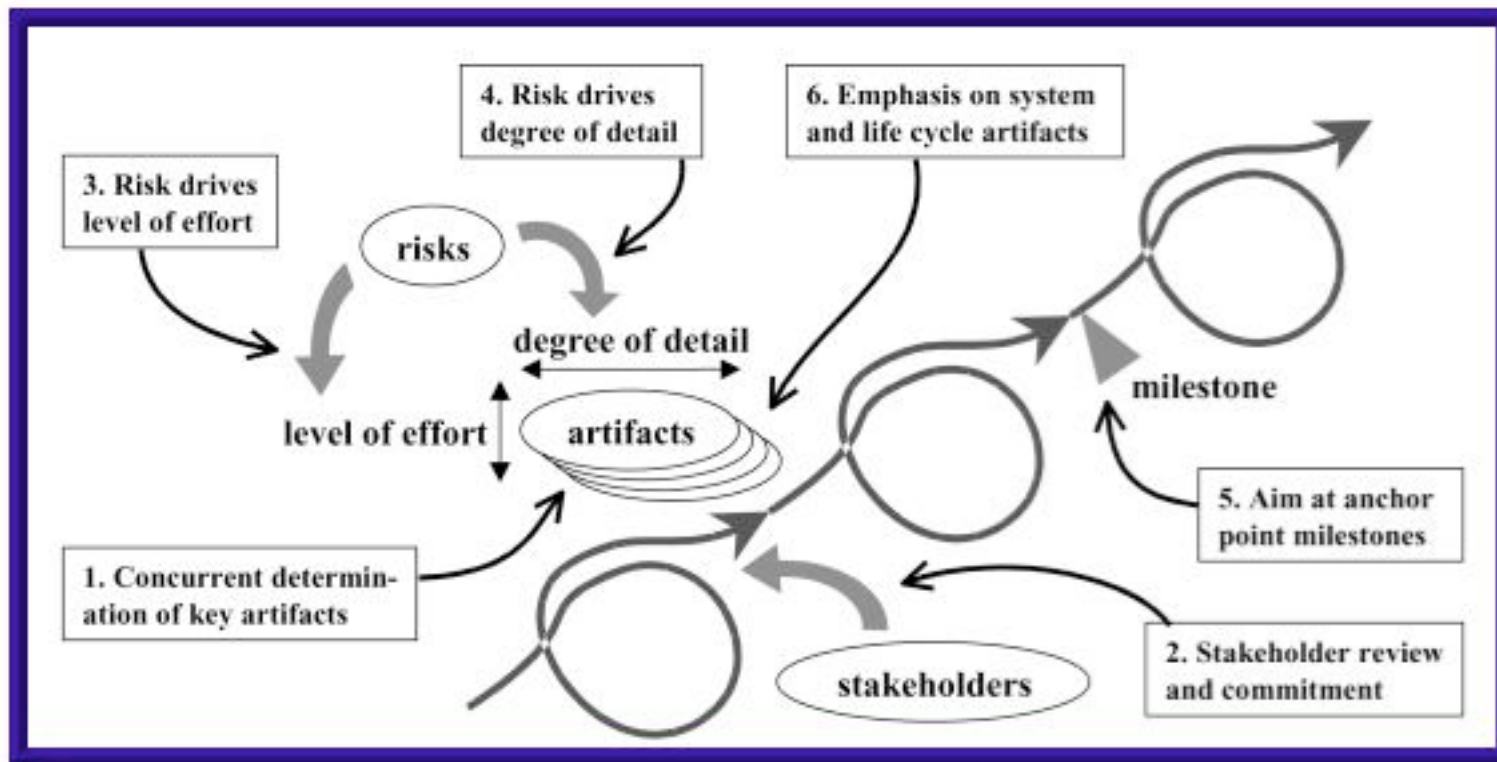 4. Risk drives
degree of detail
6. Emphasis on system
and life cycle artifacts
3. Risk drives
level of effort
risks
degree of detail
milestone
level of effort
artifacts
5. Aim at anchor
point milestones
1. Concurrent determin-
ation of key artifacts
2. Stakeholder review
and commitment
stakeholders